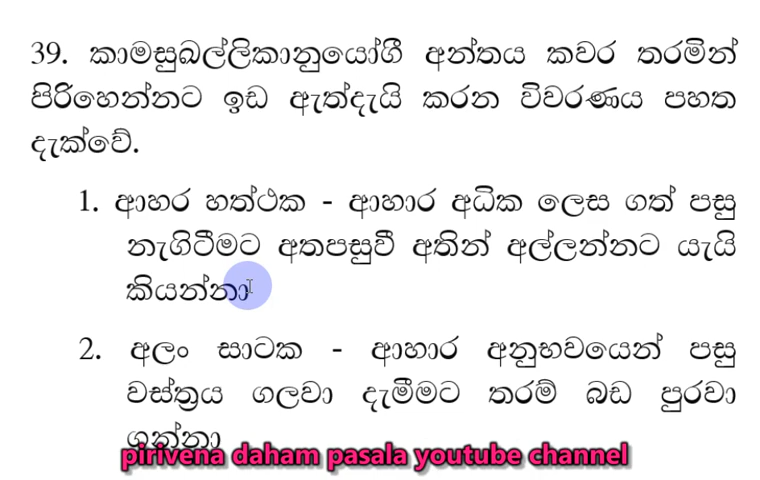 39. කාමසුඛල්ලිකානුයෝගී අන්තය කවර තරමින්
පිරිහෙන්නට ඉඩ ඇත්දැයි කරන විවරණය පහත
දැක්වේ.
1. ආහර හත්ථක - ආහාර අධික ලෙස ගත් පසු
නැගිටීමට අතපසුවී අතින් අල්ලන්නට යැයි
කියන්නා
2. අලං සාටක - ආහාර අනුභවයෙන් පසු
වස්ත්‍රය ගලවා දැමීමට තරම් බඩ පුරවා
ගන්නා
pirivena daham pasala youtube channel